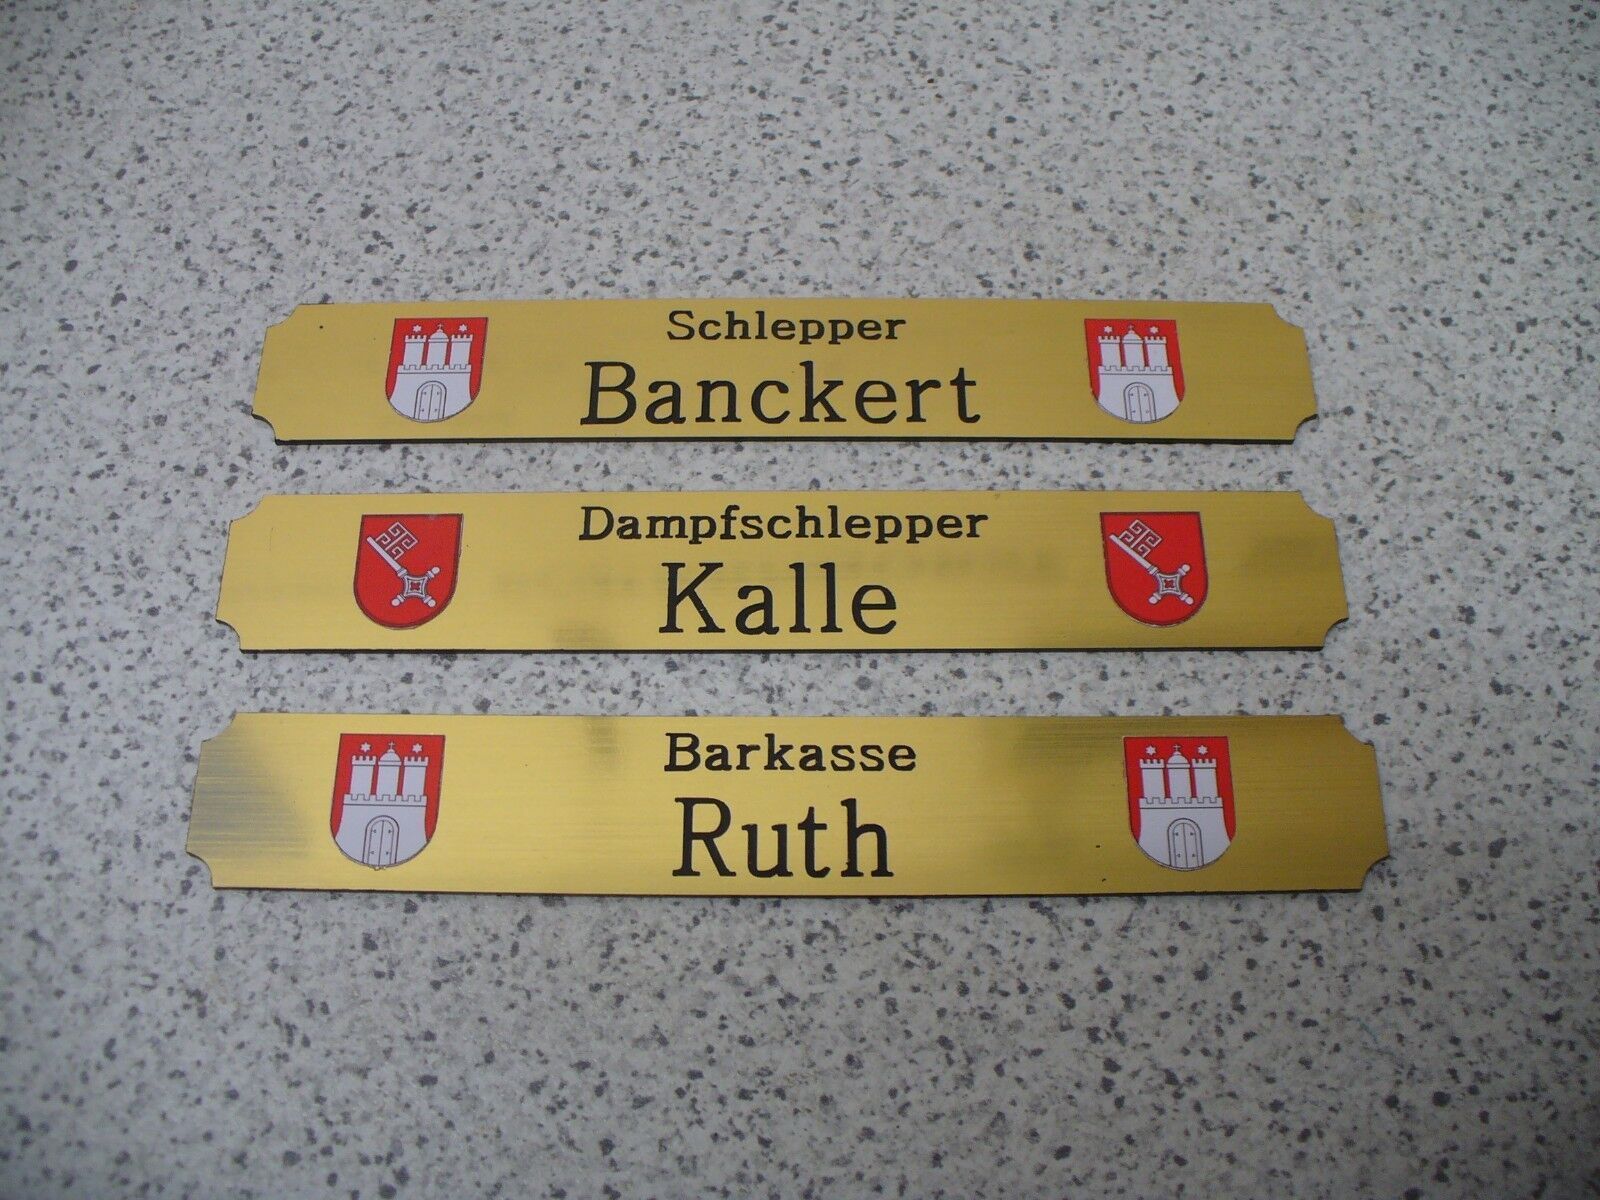 Schlepper
Banckert
Dampfschlepper
Kalle
Barkasse
Ruth